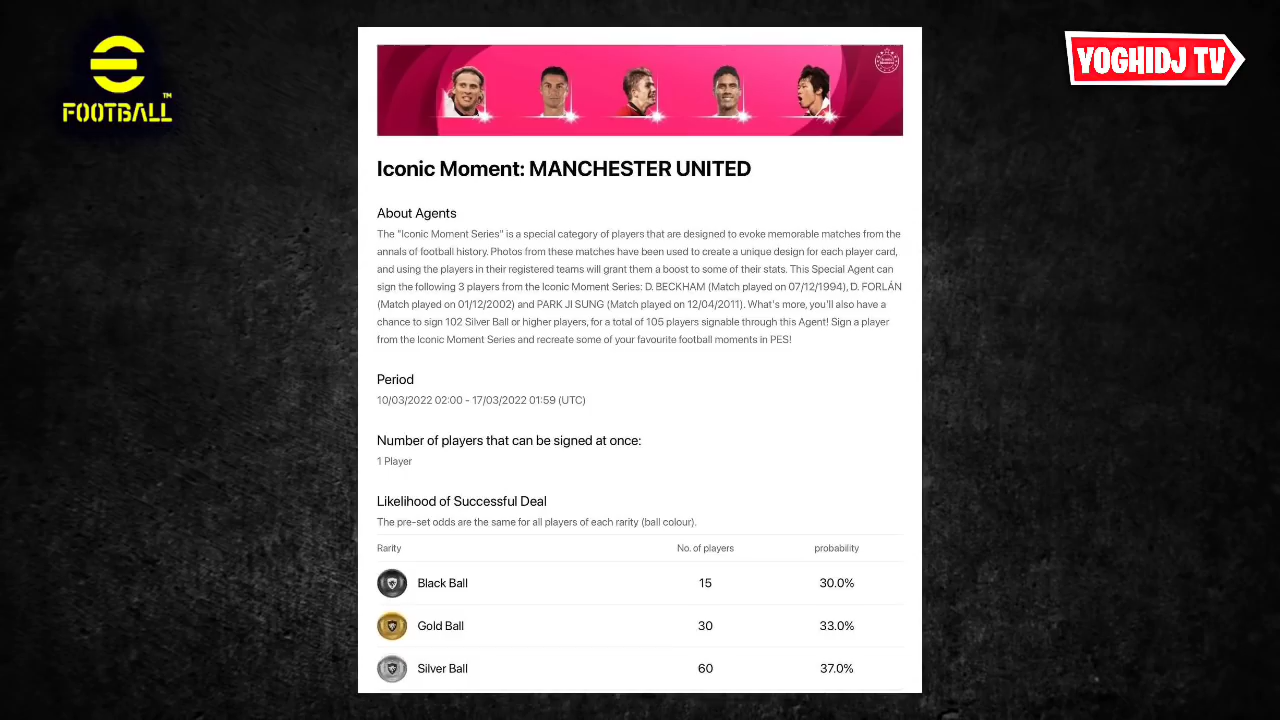 FOOTBALL™
YOGHIDJ TV
Iconic Moment: MANCHESTER UNITED
About Agents
The "Iconic Moment Series" is a special category of players that are designed to evoke memorable matches from the
annals of football history. Photos from these matches have been used to create a unique design for each player card,
and using the players in their registered teams will grant them a boost to some of their stats. This Special Agent can
sign the following 3 players from the Iconic Moment Series: D. BECKHAM (Match played on 07/12/1994), D. FORLÁN
(Match played on 01/12/2002) and PARK JI SUNG (Match played on 12/04/2011). What's more, you'll also have a
chance to sign 102 Silver Ball or higher players, for a total of 105 players signable through this Agent! Sign a player
from the Iconic Moment Series and recreate some of your favourite football moments in PES!
Period
10/03/2022 02:00 - 17/03/2022 01:59 (UTC)
Number of players that can be signed at once:
1 Player
Likelihood of Successful Deal
The pre-set odds are the same for all players of each rarity (ball colour).
Rarity No. of players probability
Black Ball 15 30.0%
Gold Ball 30 33.0%
Silver Ball 60 37.0%